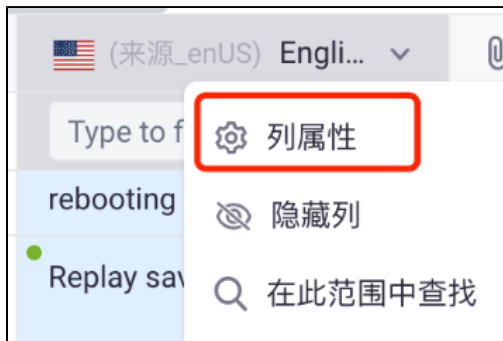 (来源_enUS) Engli...
Type to f
列属性
rebooting
隐藏列
Replay sav
在此范围中查找